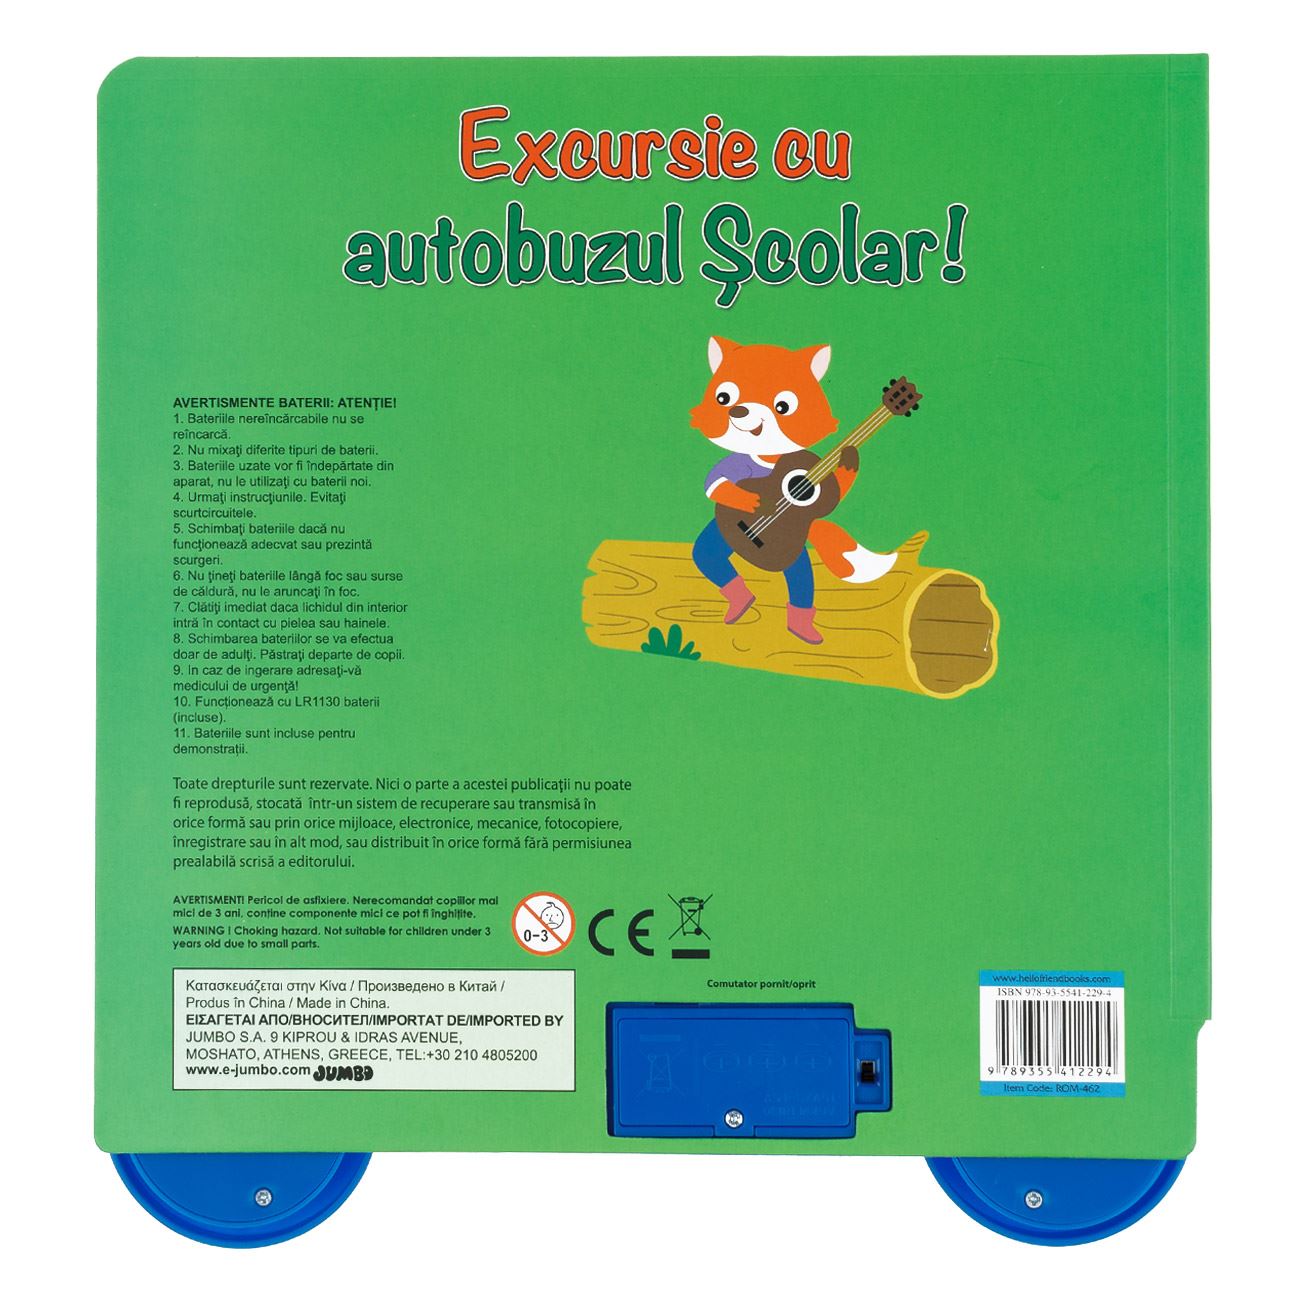 Excursie cu
autobuzul Școlar!
AVERTISMENTE BATERII: ATENȚIE!
1. Bateriile nereîncărcabile nu se
reîncarcă.
2. Nu mixați diferite tipuri de baterii.
3. Bateriile uzate vor fi îndepărtate din
aparat, nu le utilizați cu baterii noi.
4. Urmați instrucțiunile. Evitați
scurtcircuitele.
5. Schimbați bateriile dacă nu
funcționează adecvat sau prezintă
scurgeri.
6. Nu țineți bateriile lângă foc sau surse
de căldură, nu le aruncați în foc.
7. Clătiți imediat daca lichidul din interior
intră în contact cu pielea sau hainele.
8. Schimbarea bateriilor se va efectua
doar de adulți. Păstrați departe de copii.
9. In caz de ingerare adresați-vă
medicului de urgență!
10. Funcționează cu LR1130 baterii
(incluse).
11. Bateriile sunt incluse pentru
demonstrații.
Toate drepturile sunt rezervate. Nici o parte a acestei publicații nu poate
fi reprodusă, stocată într-un sistem de recuperare sau transmisă în
orice formă sau prin orice mijloace, electronice, mecanice, fotocopiere,
înregistrare sau în alt mod, sau distribuit în orice formă fără permisiunea
prealabilă scrisă a editorului.
AVERTISMENT! Pericol de asfixiere. Nerecomandat copiilor mai
mici de 3 ani, conține componente mici ce pot fi înghițite.
WARNING ! Choking hazard. Not suitable for children under 3
years old due to small parts.
0-3
CE
Κατασκευάζεται στην Κίνα / Произведено в Китай /
Produs în China / Made in China.
ΕΙΣΑΓΕΤΑΙ ΑΠΟ/ВНОСИТЕЛ/IMPORTAT DE/IMPORTED BY
JUMBO S.A. 9 KIPROU & IDRAS AVENUE,
MOSHATO, ATHENS, GREECE, TEL:+30 210 4805200
www.e-jumbo.com JUMBO
Comutator pornit/oprit
www.hellofriendbooks.com
ISBN 978-93-5541-229-4
9 789355 412294
Item Code: ROM-462